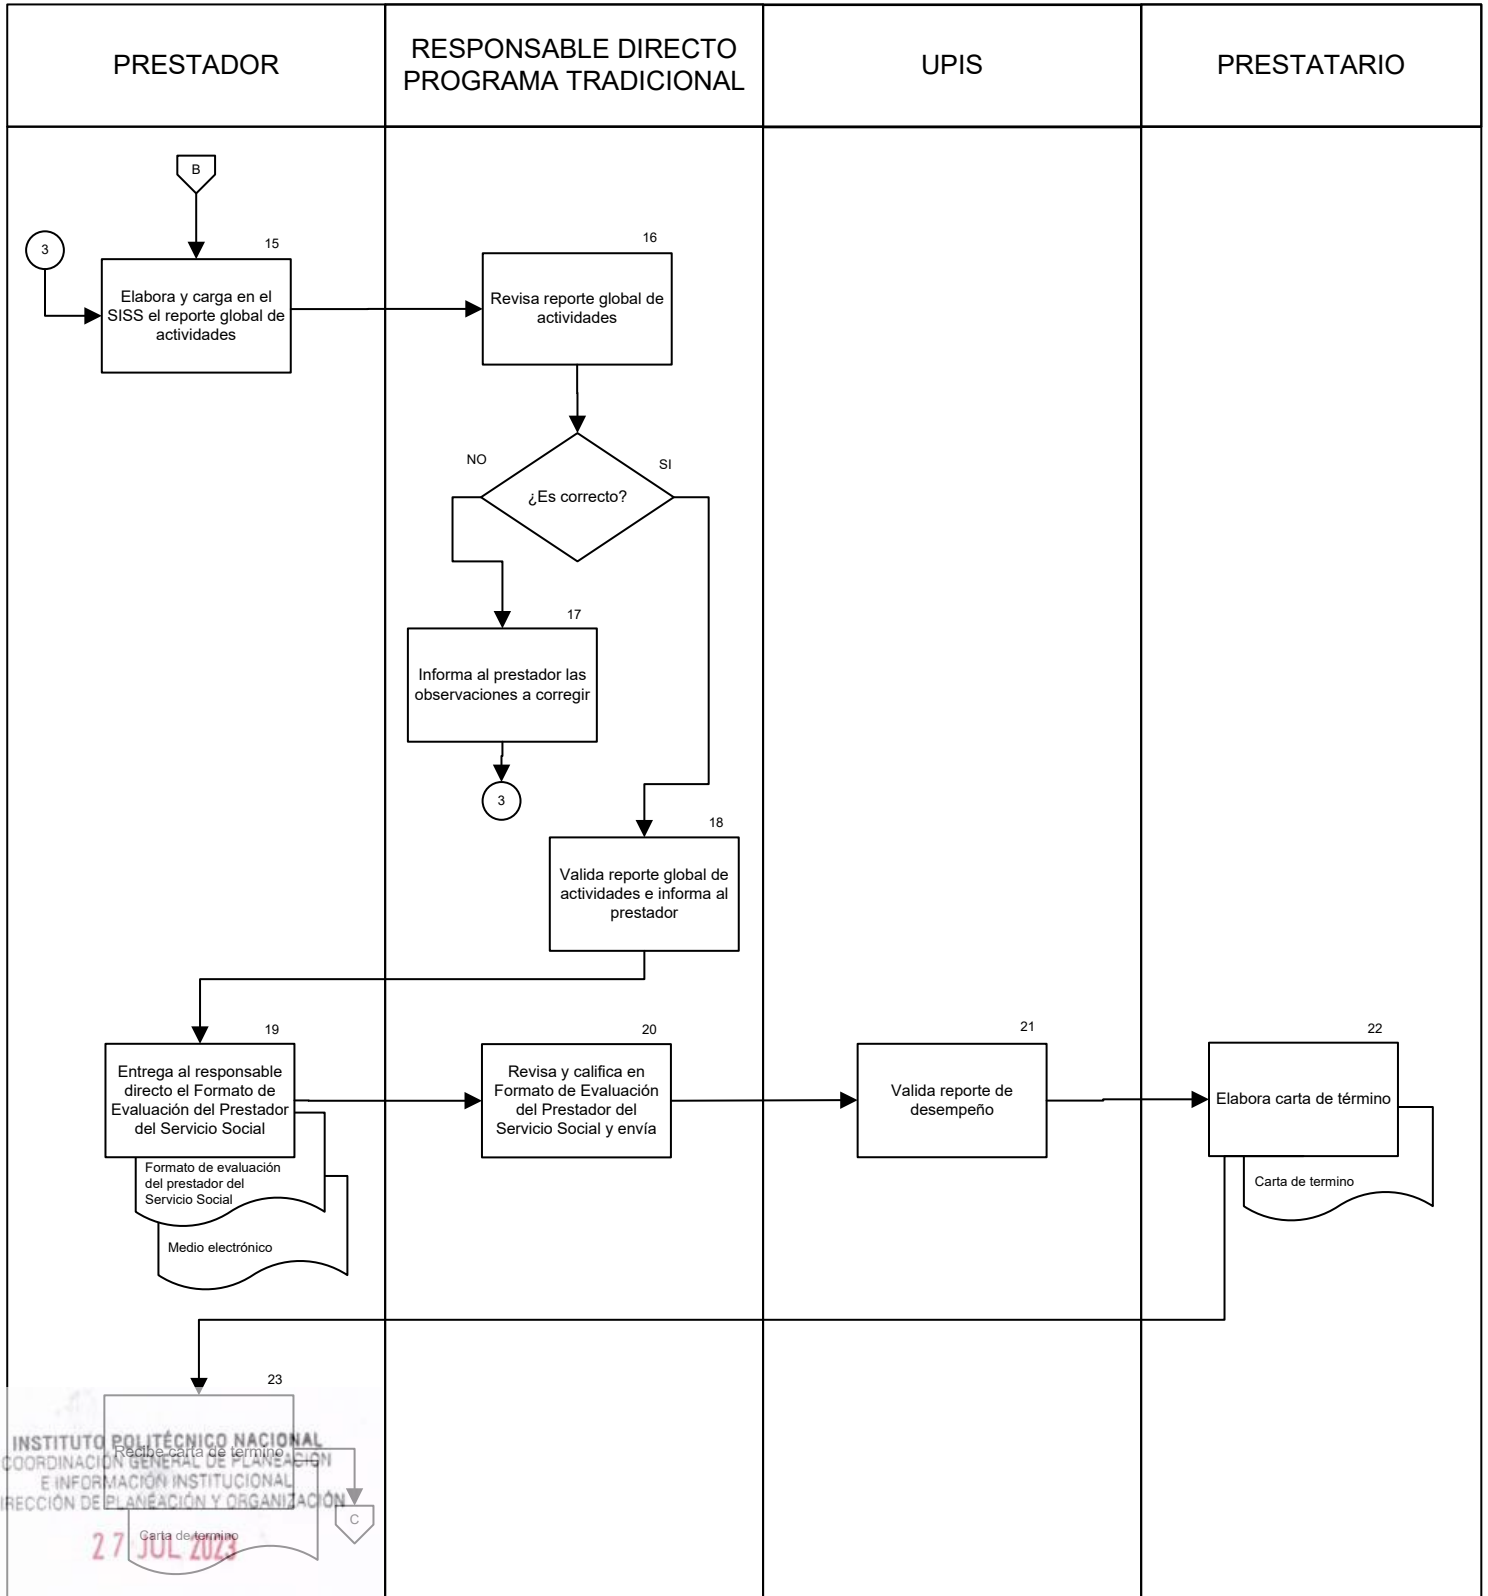 PRESTADOR
RESPONSABLE DIRECTO
PROGRAMA TRADICIONAL
UPIS
PRESTATARIO
B
3
15
Elabora y carga en el
SISS el reporte global de
actividades
16
Revisa reporte global de
actividades
NO
SI
¿Es correcto?
17
Informa al prestador las
observaciones a corregir
3
18
Valida reporte global de
actividades e informa al
prestador
19
Entrega al responsable
directo el Formato de
Evaluación del Prestador
del Servicio Social
Formato de evaluación
del prestador del
Servicio Social
Medio electrónico
20
Revisa y califica en
Formato de Evaluación
del Prestador del
Servicio Social y envía
21
Valida reporte de
desempeño
22
Elabora carta de término
Carta de termino
23
Recibe carta de termino
Carta de termino
C
INSTITUTO POLITÉCNICO NACIONAL
COORDINACIÓN GENERAL DE PLANEACIÓN
E INFORMACIÓN INSTITUCIONAL
IRECCIÓN DE PLANEACIÓN Y ORGANIZACIÓN
27 JUL 2023